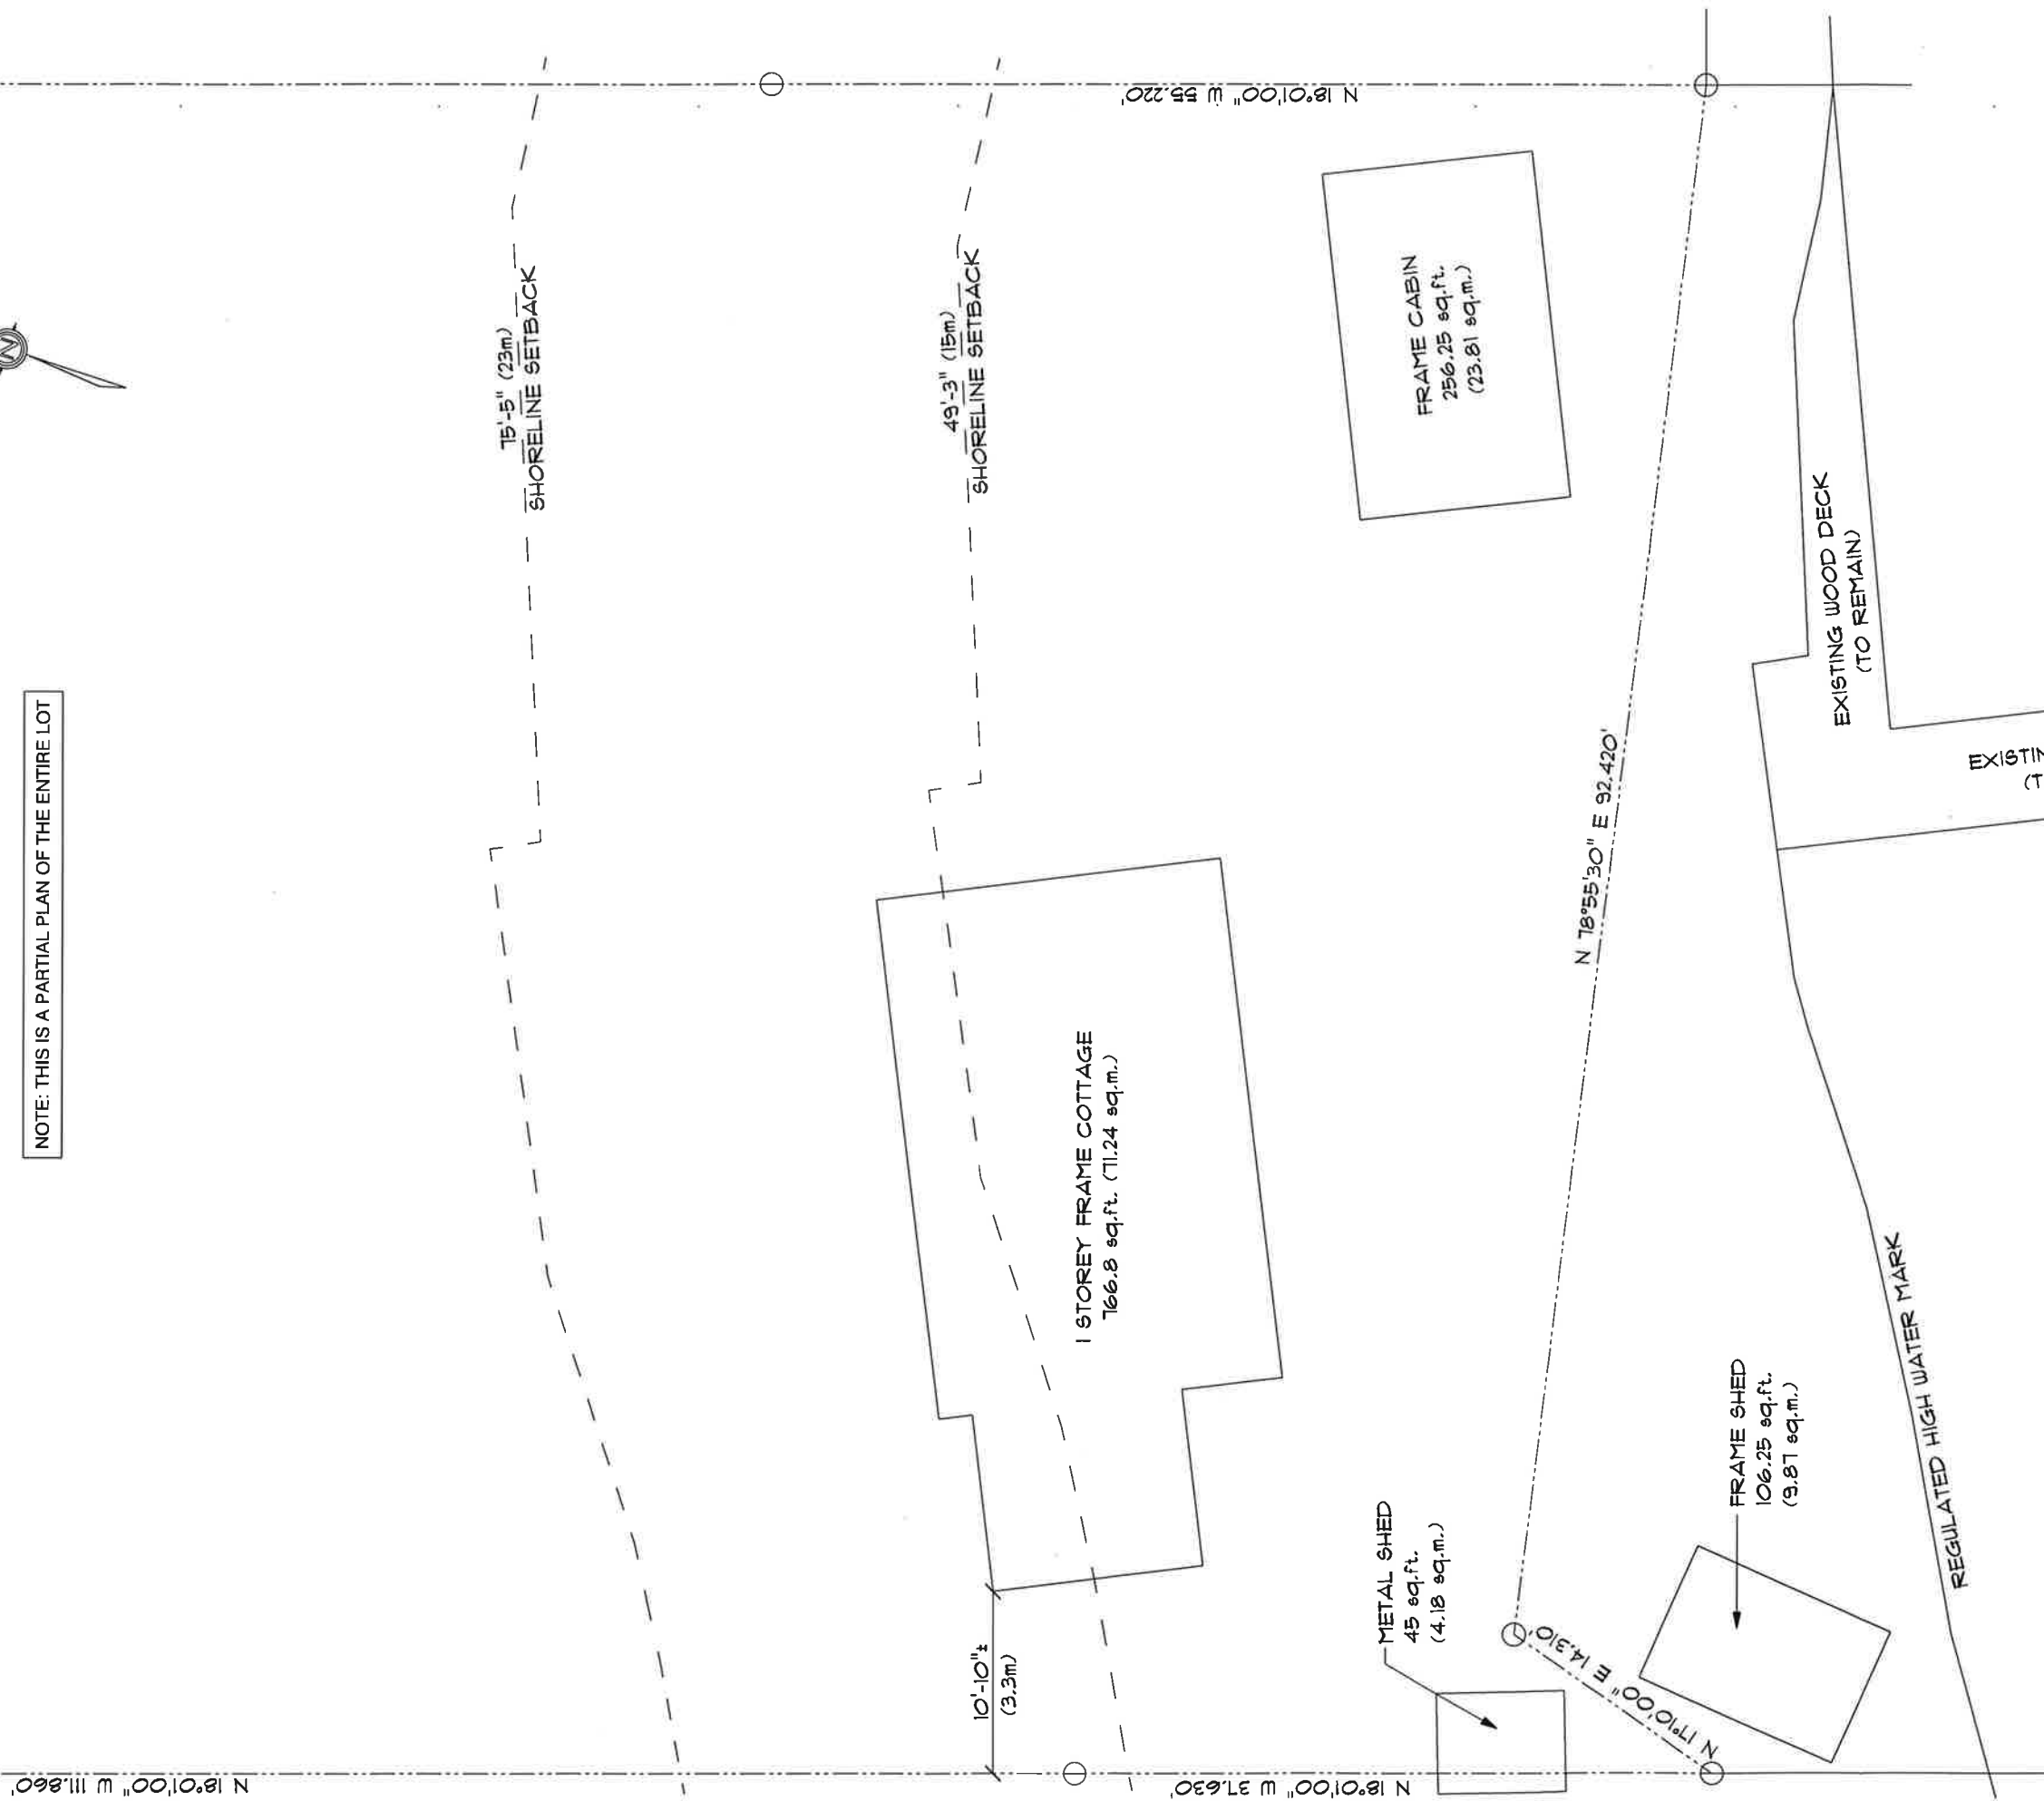 NOTE: THIS IS A PARTIAL PLAN OF THE ENTIRE LOT
N
N 18°01'00" W 111.860'
75'-5" (23m)
SHORELINE SETBACK
49'-3" (15m)
SHORELINE SETBACK
N 18°01'00" W 55.220'
FRAME CABIN
256.25 sq.ft.
(23.81 sq.m.)
1 STOREY FRAME COTTAGE
766.8 sq.ft. (71.24 sq.m.)
10'-10"±
(3.3m)
N 18°01'00" W 37.630'
METAL SHED
45 sq.ft.
(4.18 sq.m.)
N 78°55'30" E 92.420'
N 17°10'00" E 14.310'
FRAME SHED
106.25 sq.ft.
(9.87 sq.m.)
EXISTING WOOD DECK
(TO REMAIN)
REGULATED HIGH WATER MARK